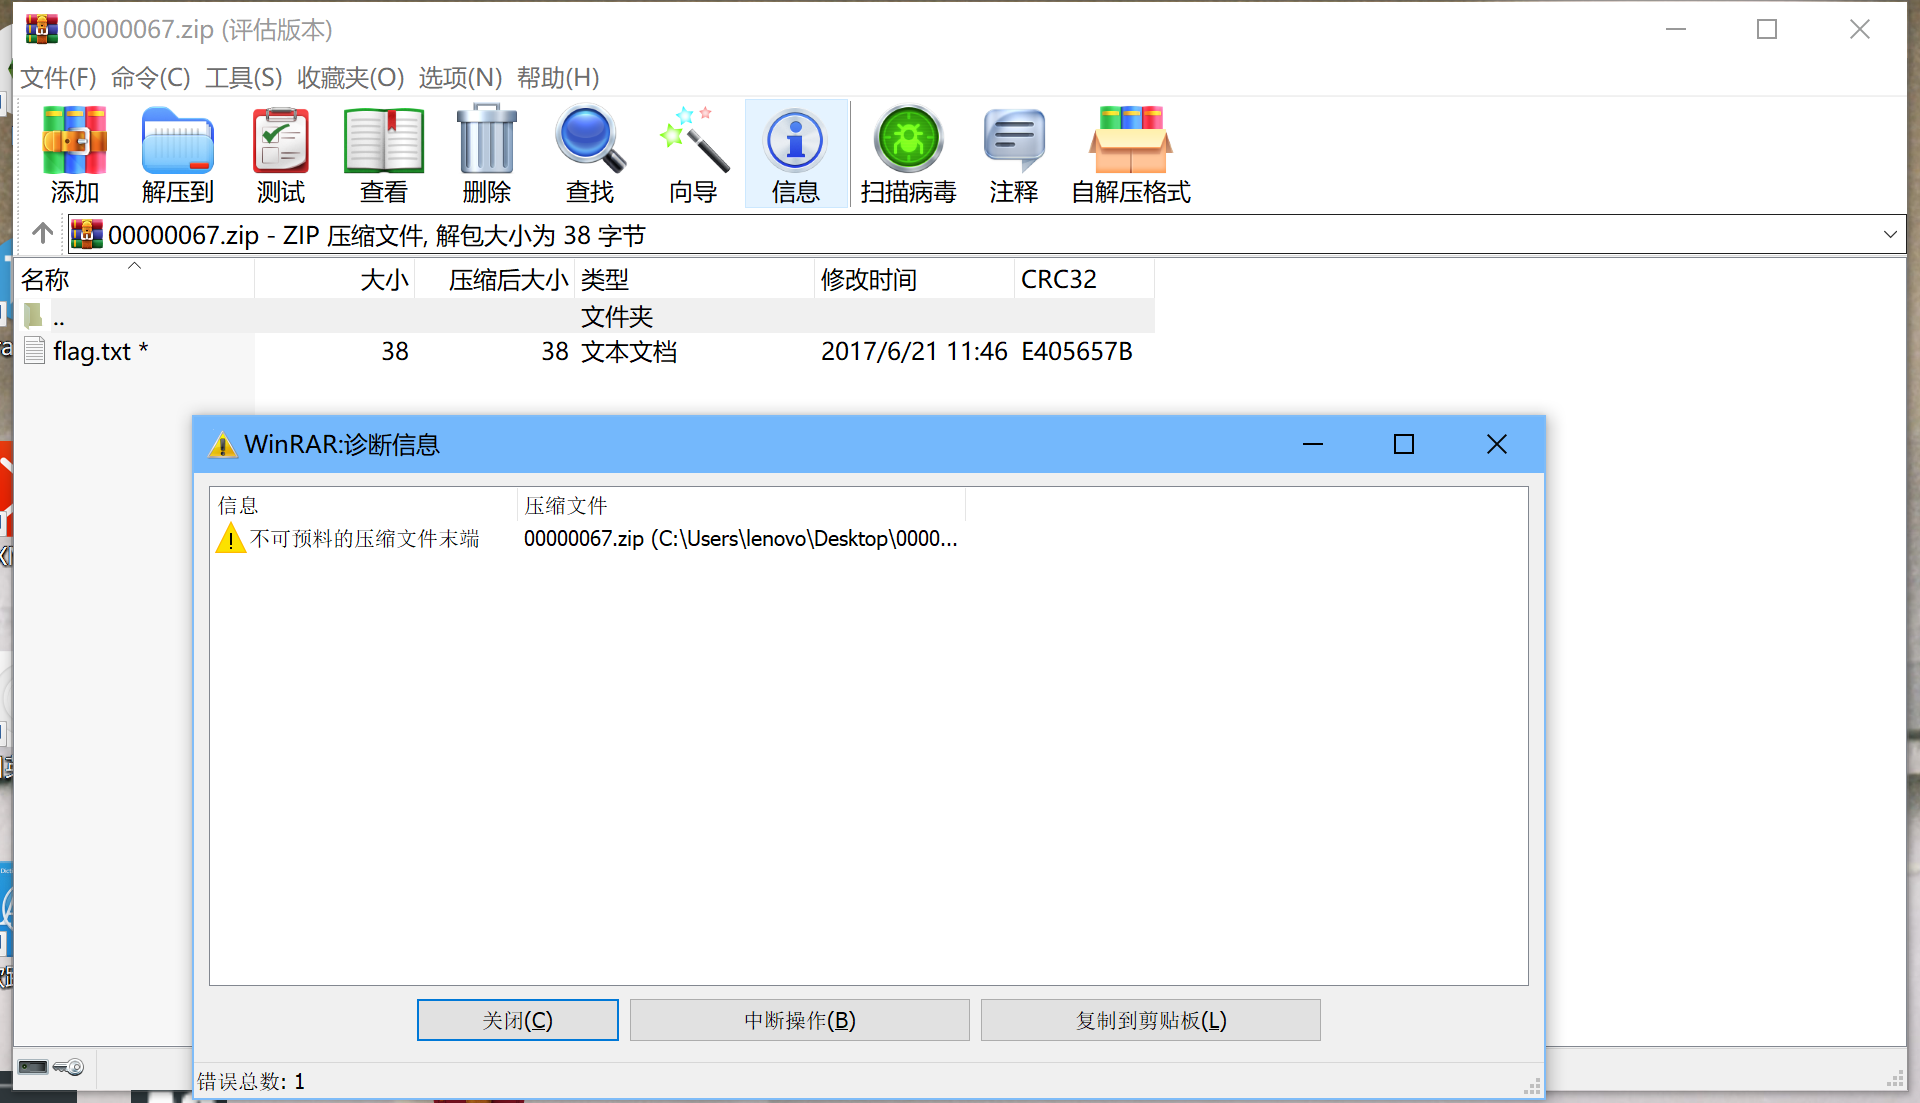 00000067.zip (评估版本)
文件(F) 命令(C) 工具(S) 收藏夹(O) 选项(N) 帮助(H)
添加 解压到 测试 查看 删除 查找 向导 信息 扫描病毒 注释 自解压格式
00000067.zip - ZIP 压缩文件, 解包大小为 38 字节
名称 大小 压缩后大小 类型 修改时间 CRC32
.. 文件夹
flag.txt * 38 38 文本文档 2017/6/21 11:46 E405657B
WinRAR:诊断信息
信息 压缩文件
不可预料的压缩文件末端 00000067.zip (C:\Users\lenovo\Desktop\0000...
关闭(C) 中断操作(B) 复制到剪贴板(L)
错误总数: 1